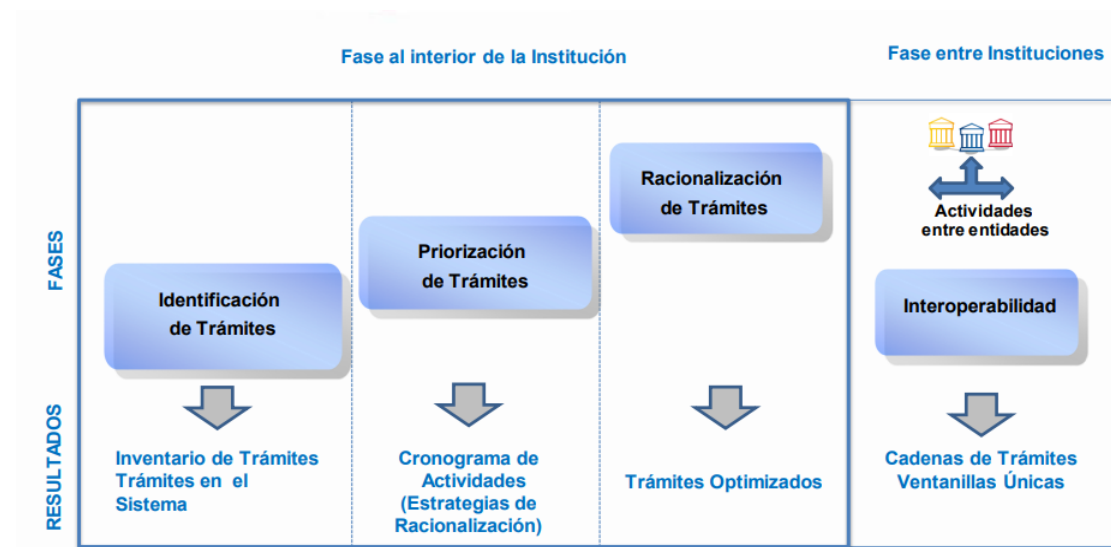 Fase al interior de la Institución
Fase entre Instituciones
FASES
Identificación
de Trámites
Priorización
de Trámites
Racionalización
de Trámites
Actividades
entre entidades
Interoperabilidad
RESULTADOS
Inventario de Trámites
Trámites en el
Sistema
Cronograma de
Actividades
(Estrategias de
Racionalización)
Trámites Optimizados
Cadenas de Trámites
Ventanillas Únicas